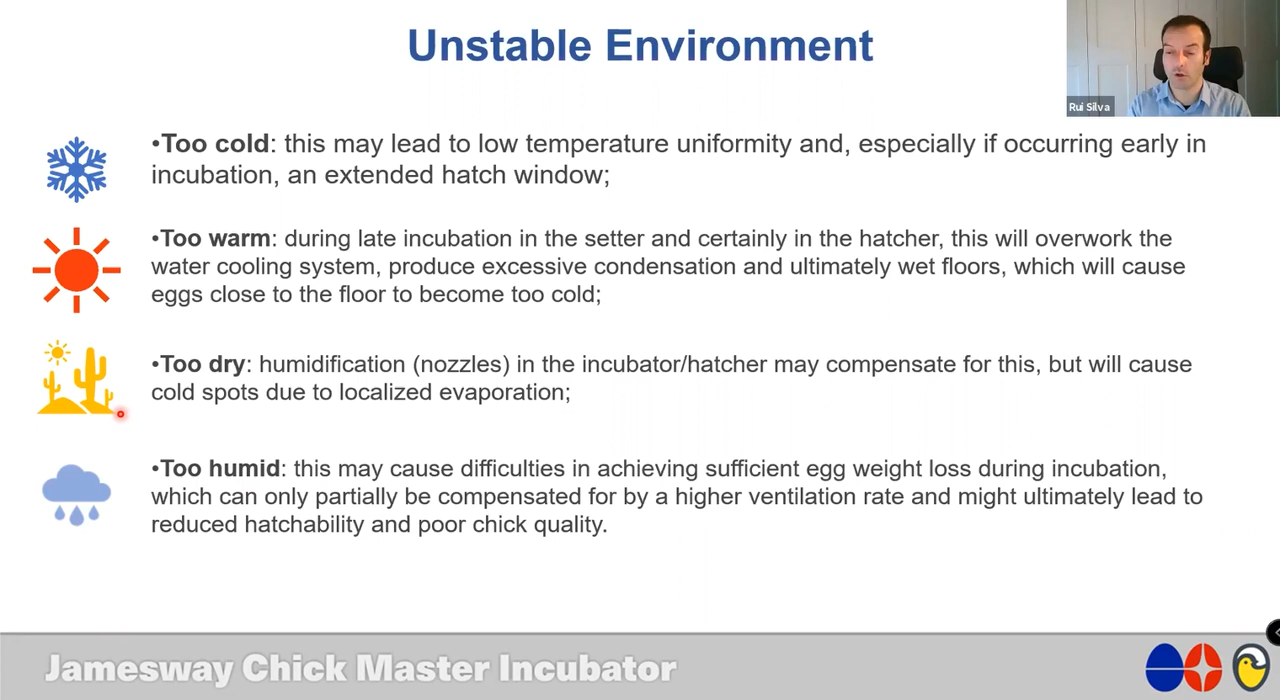 Unstable Environment
Rui Silva
•Too cold: this may lead to low temperature uniformity and, especially if occurring early in
incubation, an extended hatch window;
•Too warm: during late incubation in the setter and certainly in the hatcher, this will overwork the
water cooling system, produce excessive condensation and ultimately wet floors, which will cause
eggs close to the floor to become too cold;
•Too dry: humidification (nozzles) in the incubator/hatcher may compensate for this, but will cause
cold spots due to localized evaporation;
•Too humid: this may cause difficulties in achieving sufficient egg weight loss during incubation,
which can only partially be compensated for by a higher ventilation rate and might ultimately lead to
reduced hatchability and poor chick quality.
Jamesway Chick Master Incubator